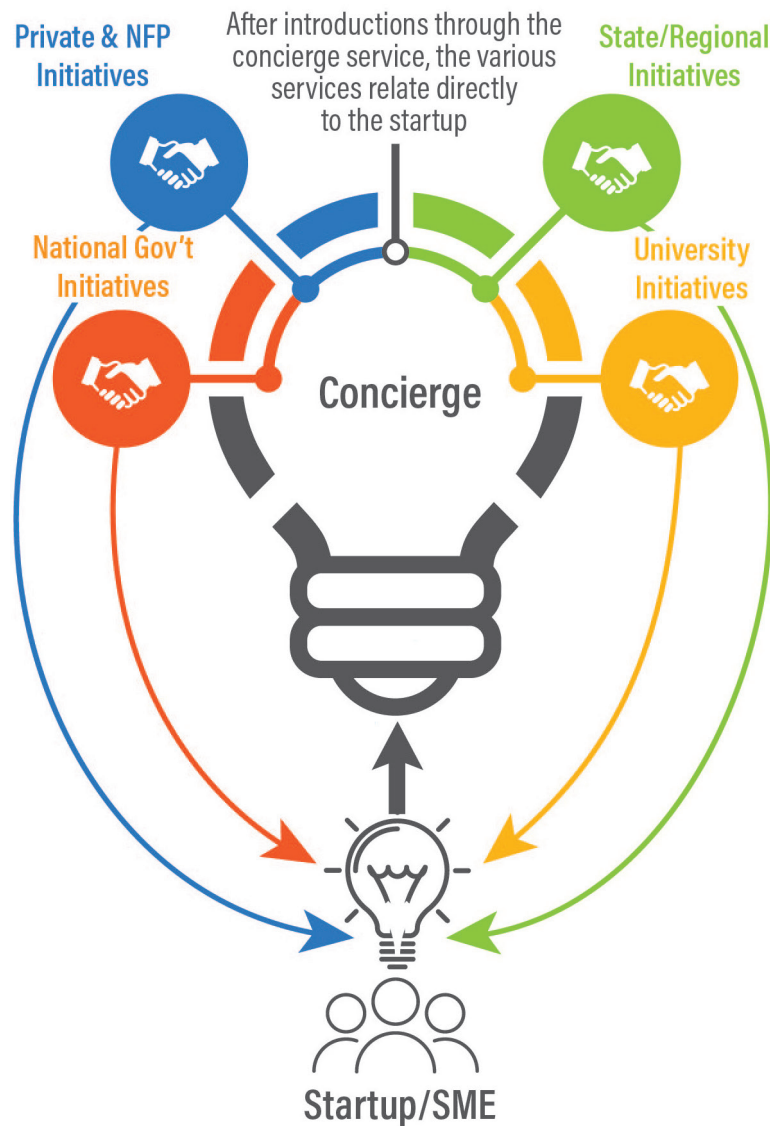 Private & NFP
Initiatives
After introductions through the
concierge service, the various
services relate directly
to the startup
State/Regional
Initiatives
National Gov't
Initiatives
University
Initiatives
Concierge
Startup/SME